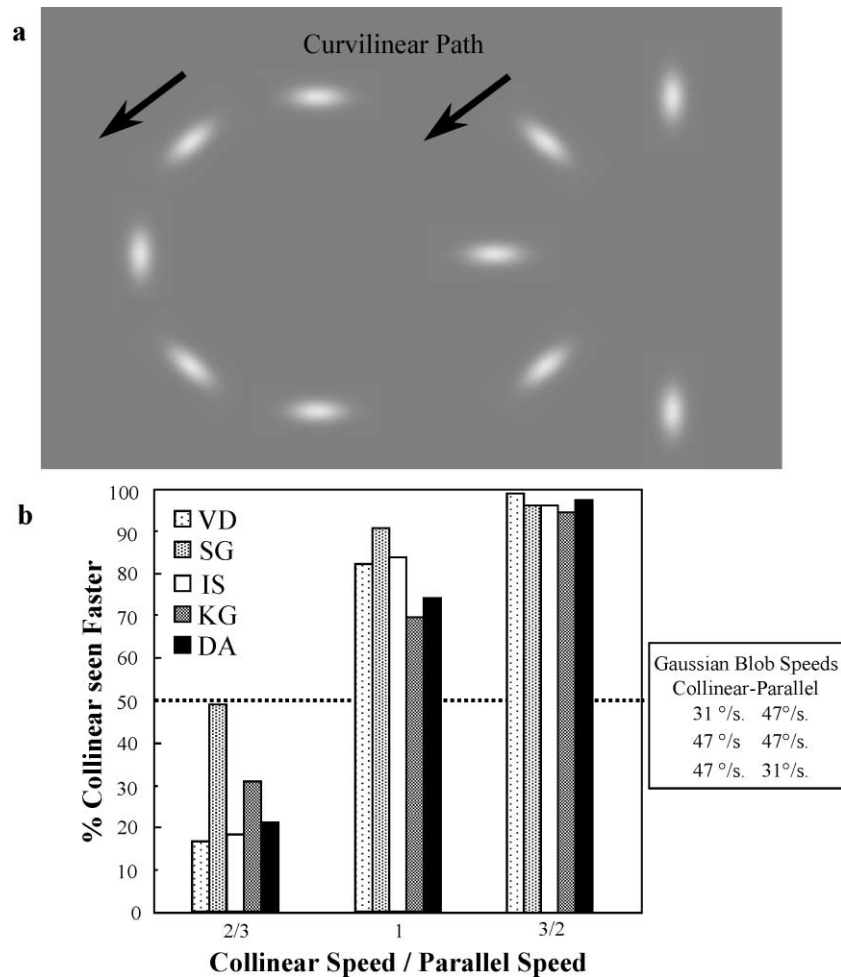 a
Curvilinear Path
b
% Collinear seen Faster
100
90
80
70
60
50
40
30
20
10
0
VD
SG
IS
KG
DA
2/3 1 3/2
Collinear Speed / Parallel Speed
Gaussian Blob Speeds
Collinear-Parallel
31 °/s. 47°/s.
47 °/s 47°/s.
47 °/s. 31°/s.